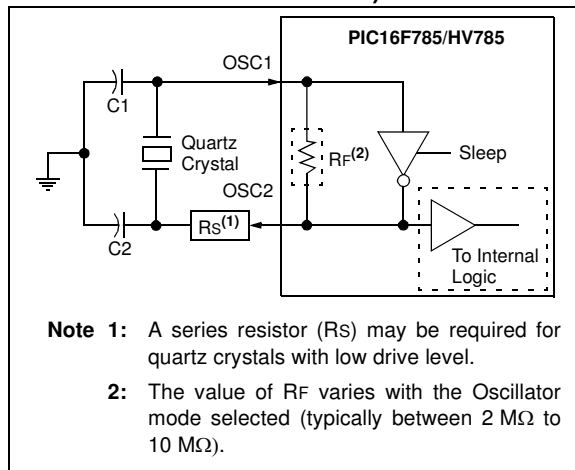 PIC16F785/HV785
OSC1
C1
Quartz
Crystal
RF(2)
Sleep
OSC2
RS(1)
C2
To Internal
Logic
Note 1: A series resistor (RS) may be required for
quartz crystals with low drive level.
2: The value of RF varies with the Oscillator
mode selected (typically between 2 MΩ to
10 MΩ).